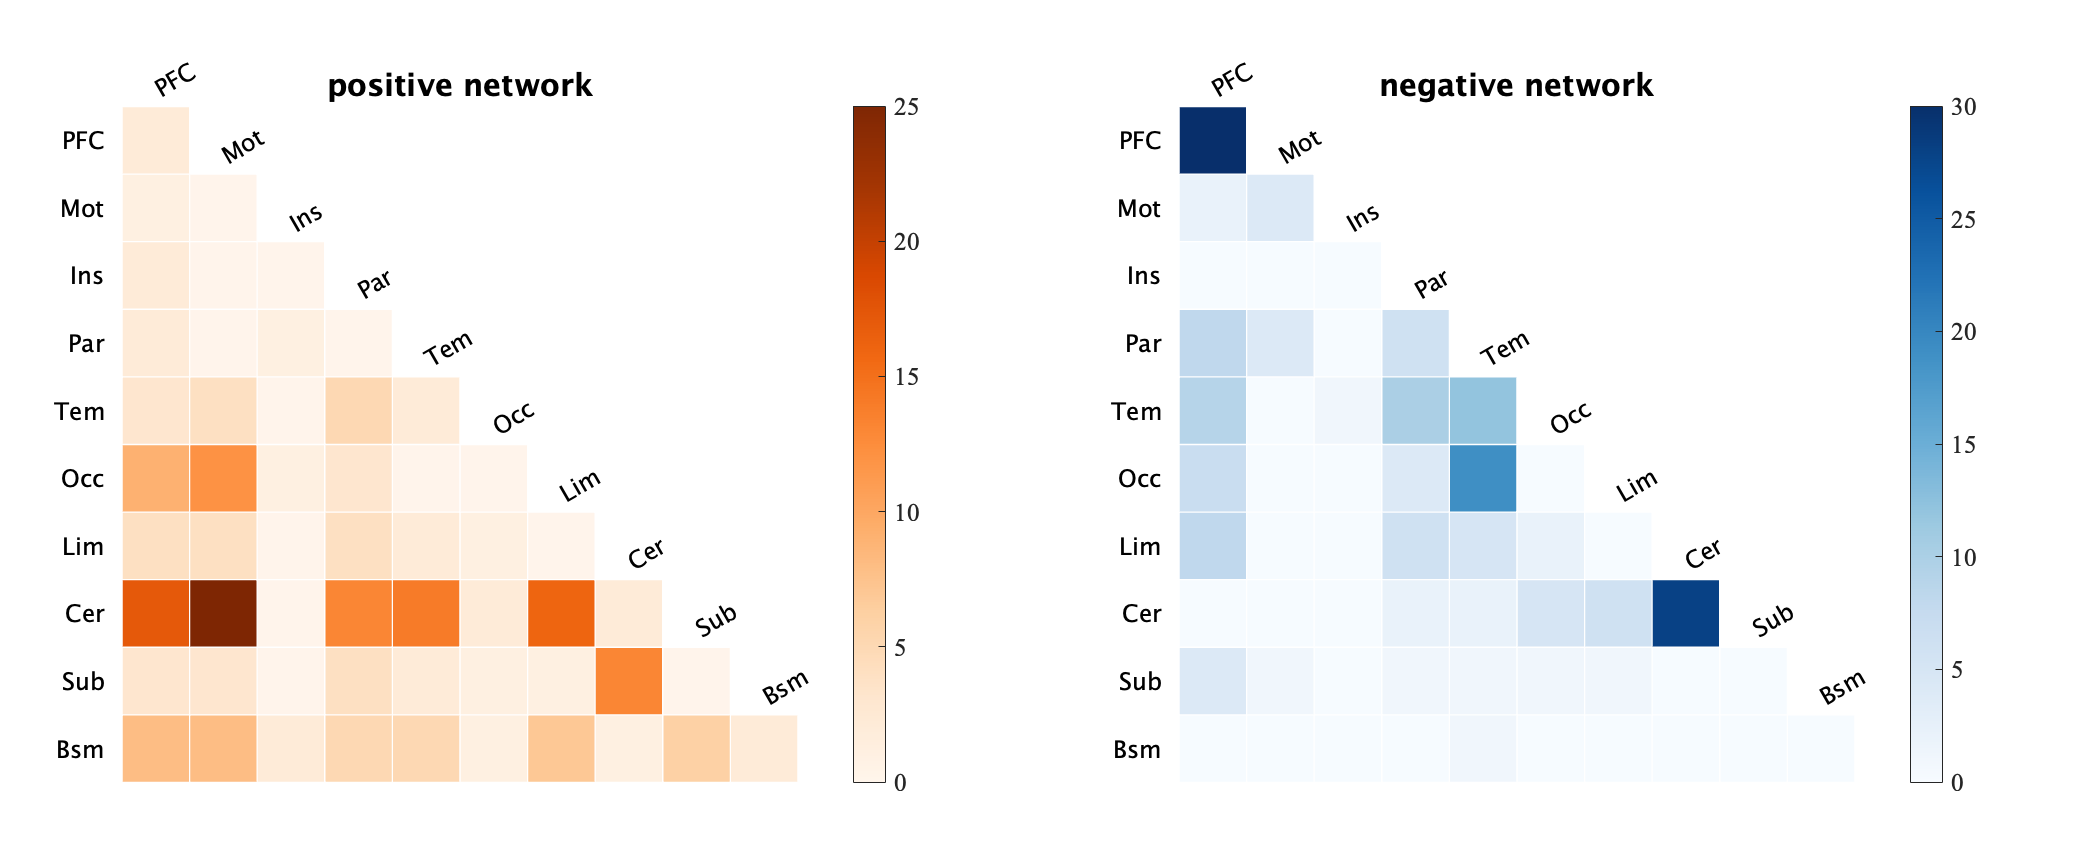 positive network
PFC
Mot
Ins
Par
Tem
Occ
Lim
Cer
Sub
Bsm
PFC
Mot
Ins
Par
Tem
Occ
Lim
Cer
Sub
Bsm
25
20
15
10
5
0
negative network
PFC
Mot
Ins
Par
Tem
Occ
Lim
Cer
Sub
Bsm
PFC
Mot
Ins
Par
Tem
Occ
Lim
Cer
Sub
Bsm
30
25
20
15
10
5
0